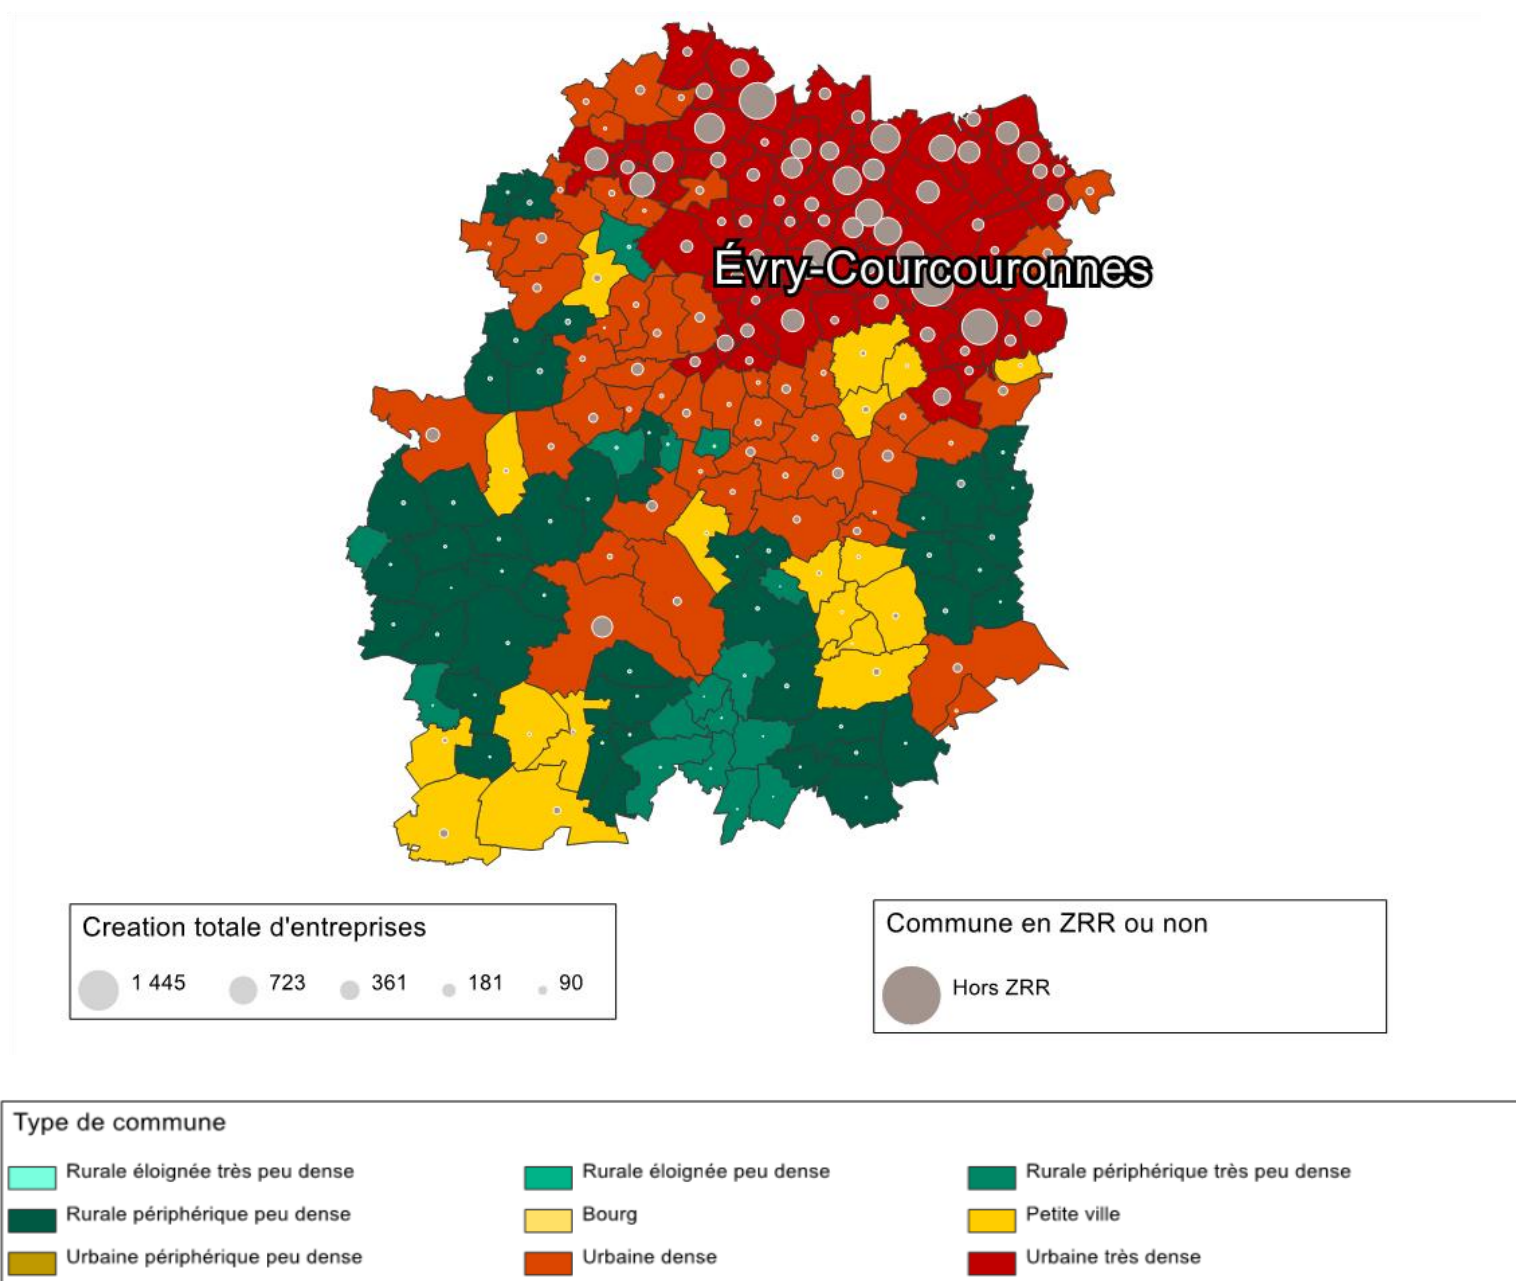 Évry-Courcouronnes
Creation totale d'entreprises
1 445 723 361 181 90
Commune en ZRR ou non
Hors ZRR
Type de commune
Rurale éloignée très peu dense Rurale éloignée peu dense Rurale périphérique très peu dense
Rurale périphérique peu dense Bourg Petite ville
Urbaine périphérique peu dense Urbaine dense Urbaine très dense